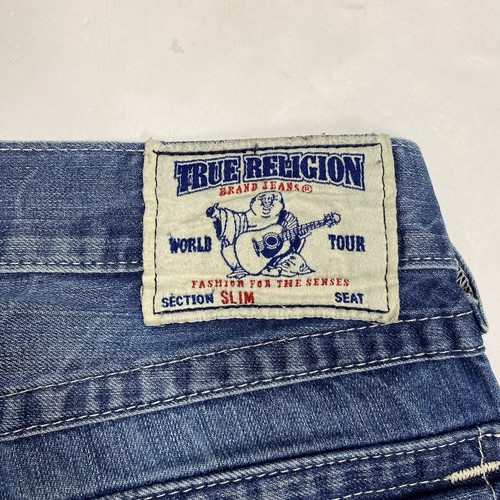 TRUE RELIGION
BRAND JEANS®
WORLD TOUR
FASHION FOR THE SENSES
SECTION SLIM SEAT